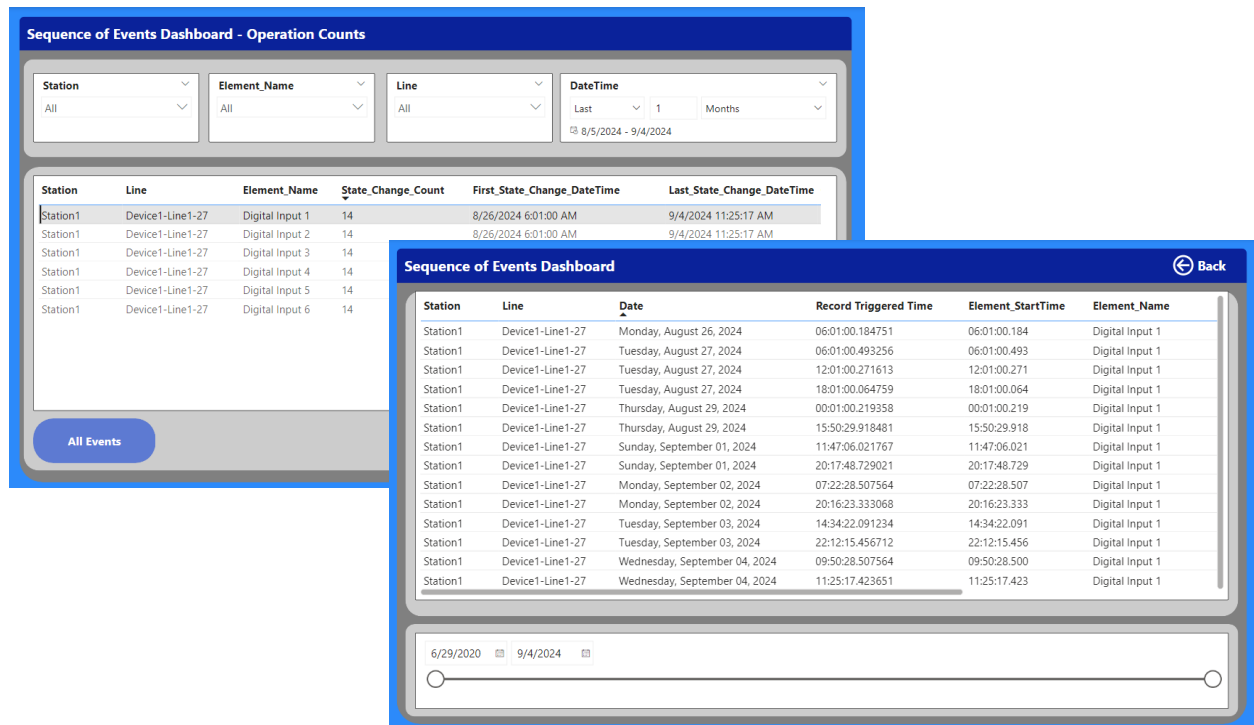 Sequence of Events Dashboard - Operation Counts
Station Element_Name Line DateTime
All All All Last 1 Months
8/5/2024 - 9/4/2024
Station Line Element_Name State_Change_Count First_State_Change_DateTime Last_State_Change_DateTime
Station1 Device1-Line1-27 Digital Input 1 14 8/26/2024 6:01:00 AM 9/4/2024 11:25:17 AM
Station1 Device1-Line1-27 Digital Input 2 14 8/26/2024 6:01:00 AM 9/4/2024 11:25:17 AM
Station1 Device1-Line1-27 Digital Input 3 14
Station1 Device1-Line1-27 Digital Input 4 14
Station1 Device1-Line1-27 Digital Input 5 14
Station1 Device1-Line1-27 Digital Input 6 14
All Events
Sequence of Events Dashboard Back
Station Line Date Record Triggered Time Element_StartTime Element_Name
Station1 Device1-Line1-27 Monday, August 26, 2024 06:01:00.184751 06:01:00.184 Digital Input 1
Station1 Device1-Line1-27 Tuesday, August 27, 2024 06:01:00.493256 06:01:00.493 Digital Input 1
Station1 Device1-Line1-27 Tuesday, August 27, 2024 12:01:00.271613 12:01:00.271 Digital Input 1
Station1 Device1-Line1-27 Tuesday, August 27, 2024 18:01:00.064759 18:01:00.064 Digital Input 1
Station1 Device1-Line1-27 Thursday, August 29, 2024 00:01:00.219358 00:01:00.219 Digital Input 1
Station1 Device1-Line1-27 Thursday, August 29, 2024 15:50:29.918481 15:50:29.918 Digital Input 1
Station1 Device1-Line1-27 Sunday, September 01, 2024 11:47:06.021767 11:47:06.021 Digital Input 1
Station1 Device1-Line1-27 Sunday, September 01, 2024 20:17:48.729021 20:17:48.729 Digital Input 1
Station1 Device1-Line1-27 Monday, September 02, 2024 07:22:28.507564 07:22:28.507 Digital Input 1
Station1 Device1-Line1-27 Monday, September 02, 2024 20:16:23.333068 20:16:23.333 Digital Input 1
Station1 Device1-Line1-27 Tuesday, September 03, 2024 14:34:22.091234 14:34:22.091 Digital Input 1
Station1 Device1-Line1-27 Tuesday, September 03, 2024 22:12:15.456712 22:12:15.456 Digital Input 1
Station1 Device1-Line1-27 Wednesday, September 04, 2024 09:50:28.507564 09:50:28.500 Digital Input 1
Station1 Device1-Line1-27 Wednesday, September 04, 2024 11:25:17.423651 11:25:17.423 Digital Input 1
6/29/2020 9/4/2024